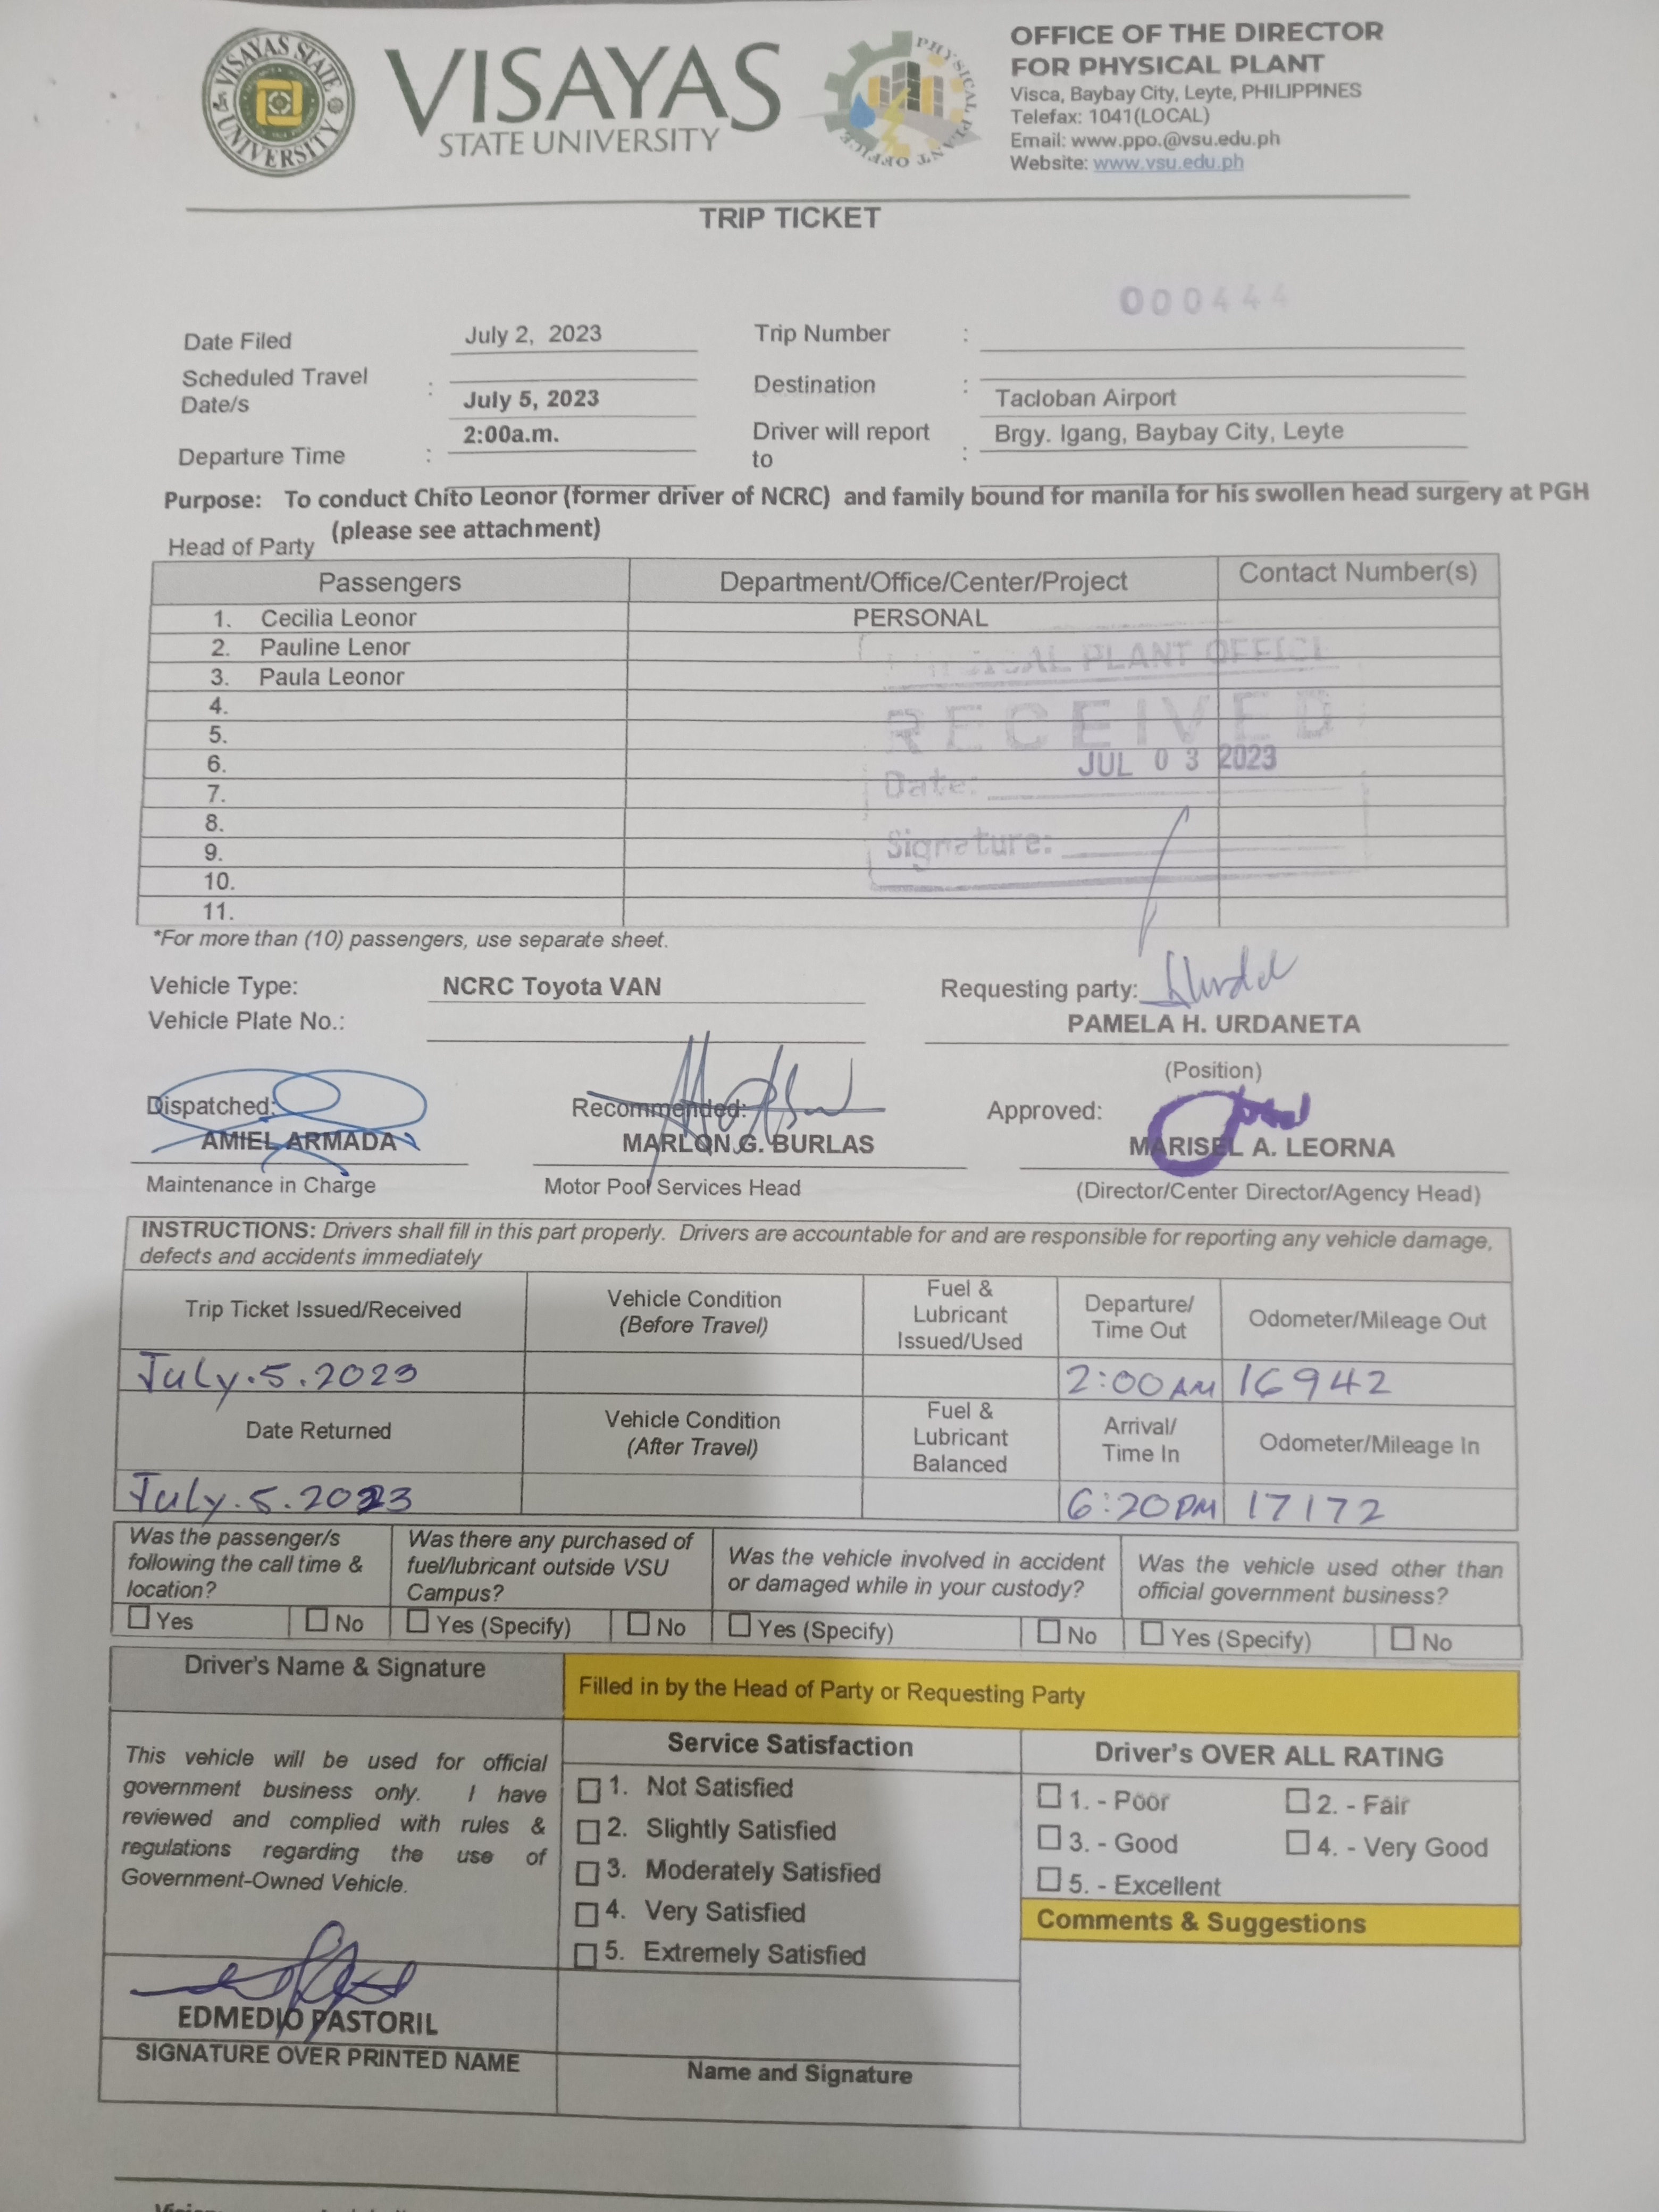 VISAYAS STATE UNIVERSITY
VISAYAS
STATE UNIVERSITY
PHYSICAL PLANT OFFICE
OFFICE OF THE DIRECTOR
FOR PHYSICAL PLANT
Visca, Baybay City, Leyte, PHILIPPINES
Telefax: 1041(LOCAL)
Email: www.ppo.@vsu.edu.ph
Website: www.vsu.edu.ph
TRIP TICKET
000444
Date Filed July 2, 2023 Trip Number :
Scheduled Travel Date/s : July 5, 2023 Destination : Tacloban Airport
Departure Time : 2:00a.m. Driver will report to : Brgy. Igang, Baybay City, Leyte
Purpose: To conduct Chito Leonor (former driver of NCRC) and family bound for manila for his swollen head surgery at PGH
(please see attachment)
Head of Party
Passengers Department/Office/Center/Project Contact Number(s)
1. Cecilia Leonor PERSONAL
2. Pauline Lenor
3. Paula Leonor
4.
5.
6.
7.
8.
9.
10.
11.
PLANT OFFICE
RECEIVED
Date: JUL 03 2023
Signature:
*For more than (10) passengers, use separate sheet.
Vehicle Type: NCRC Toyota VAN Requesting party:
Vehicle Plate No.: PAMELA H. URDANETA
(Position)
Dispatched: Recommended: Approved:
AMIEL ARMADA MARLON G. BURLAS MARISEL A. LEORNA
Maintenance in Charge Motor Pool Services Head (Director/Center Director/Agency Head)
INSTRUCTIONS: Drivers shall fill in this part properly. Drivers are accountable for and are responsible for reporting any vehicle damage,
defects and accidents immediately
Trip Ticket Issued/Received Vehicle Condition (Before Travel) Fuel & Lubricant Issued/Used Departure/ Time Out Odometer/Mileage Out
July.5.2023 2:00AM 16942
Date Returned Vehicle Condition (After Travel) Fuel & Lubricant Balanced Arrival/ Time In Odometer/Mileage In
July.5.2023 6:20PM 17172
Was the passenger/s following the call time & location? Was there any purchased of fuel/lubricant outside VSU Campus? Was the vehicle involved in accident or damaged while in your custody? Was the vehicle used other than official government business?
Yes No Yes (Specify) No Yes (Specify) No Yes (Specify) No
Driver's Name & Signature Filled in by the Head of Party or Requesting Party
This vehicle will be used for official
government business only. I have
reviewed and complied with rules &
regulations regarding the use of
Government-Owned Vehicle.
EDMEDIO PASTORIL
SIGNATURE OVER PRINTED NAME
Service Satisfaction
1. Not Satisfied
2. Slightly Satisfied
3. Moderately Satisfied
4. Very Satisfied
5. Extremely Satisfied
Name and Signature
Driver's OVER ALL RATING
1. - Poor 2. - Fair
3. - Good 4. - Very Good
5. - Excellent
Comments & Suggestions